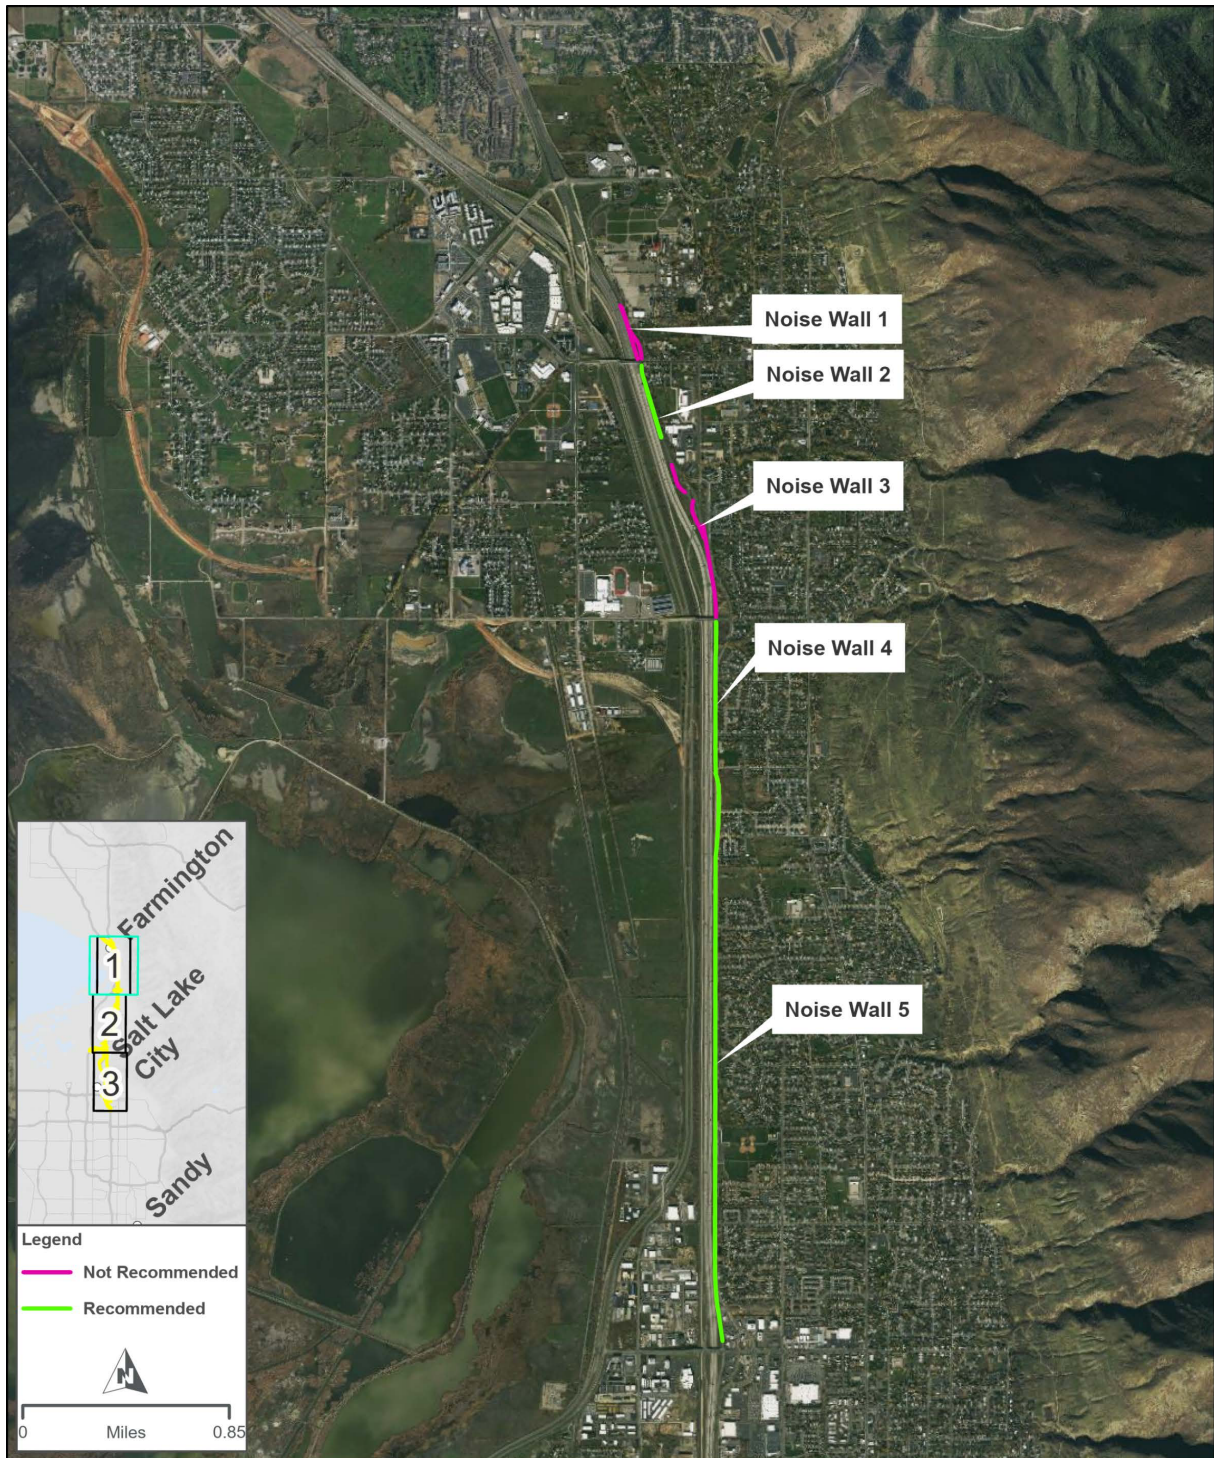 Noise Wall 1
Noise Wall 2
Noise Wall 3
Noise Wall 4
Noise Wall 5
Farmington
1
Salt Lake
City
2
3
Sandy
Legend
Not Recommended
Recommended
N
0 Miles 0.85